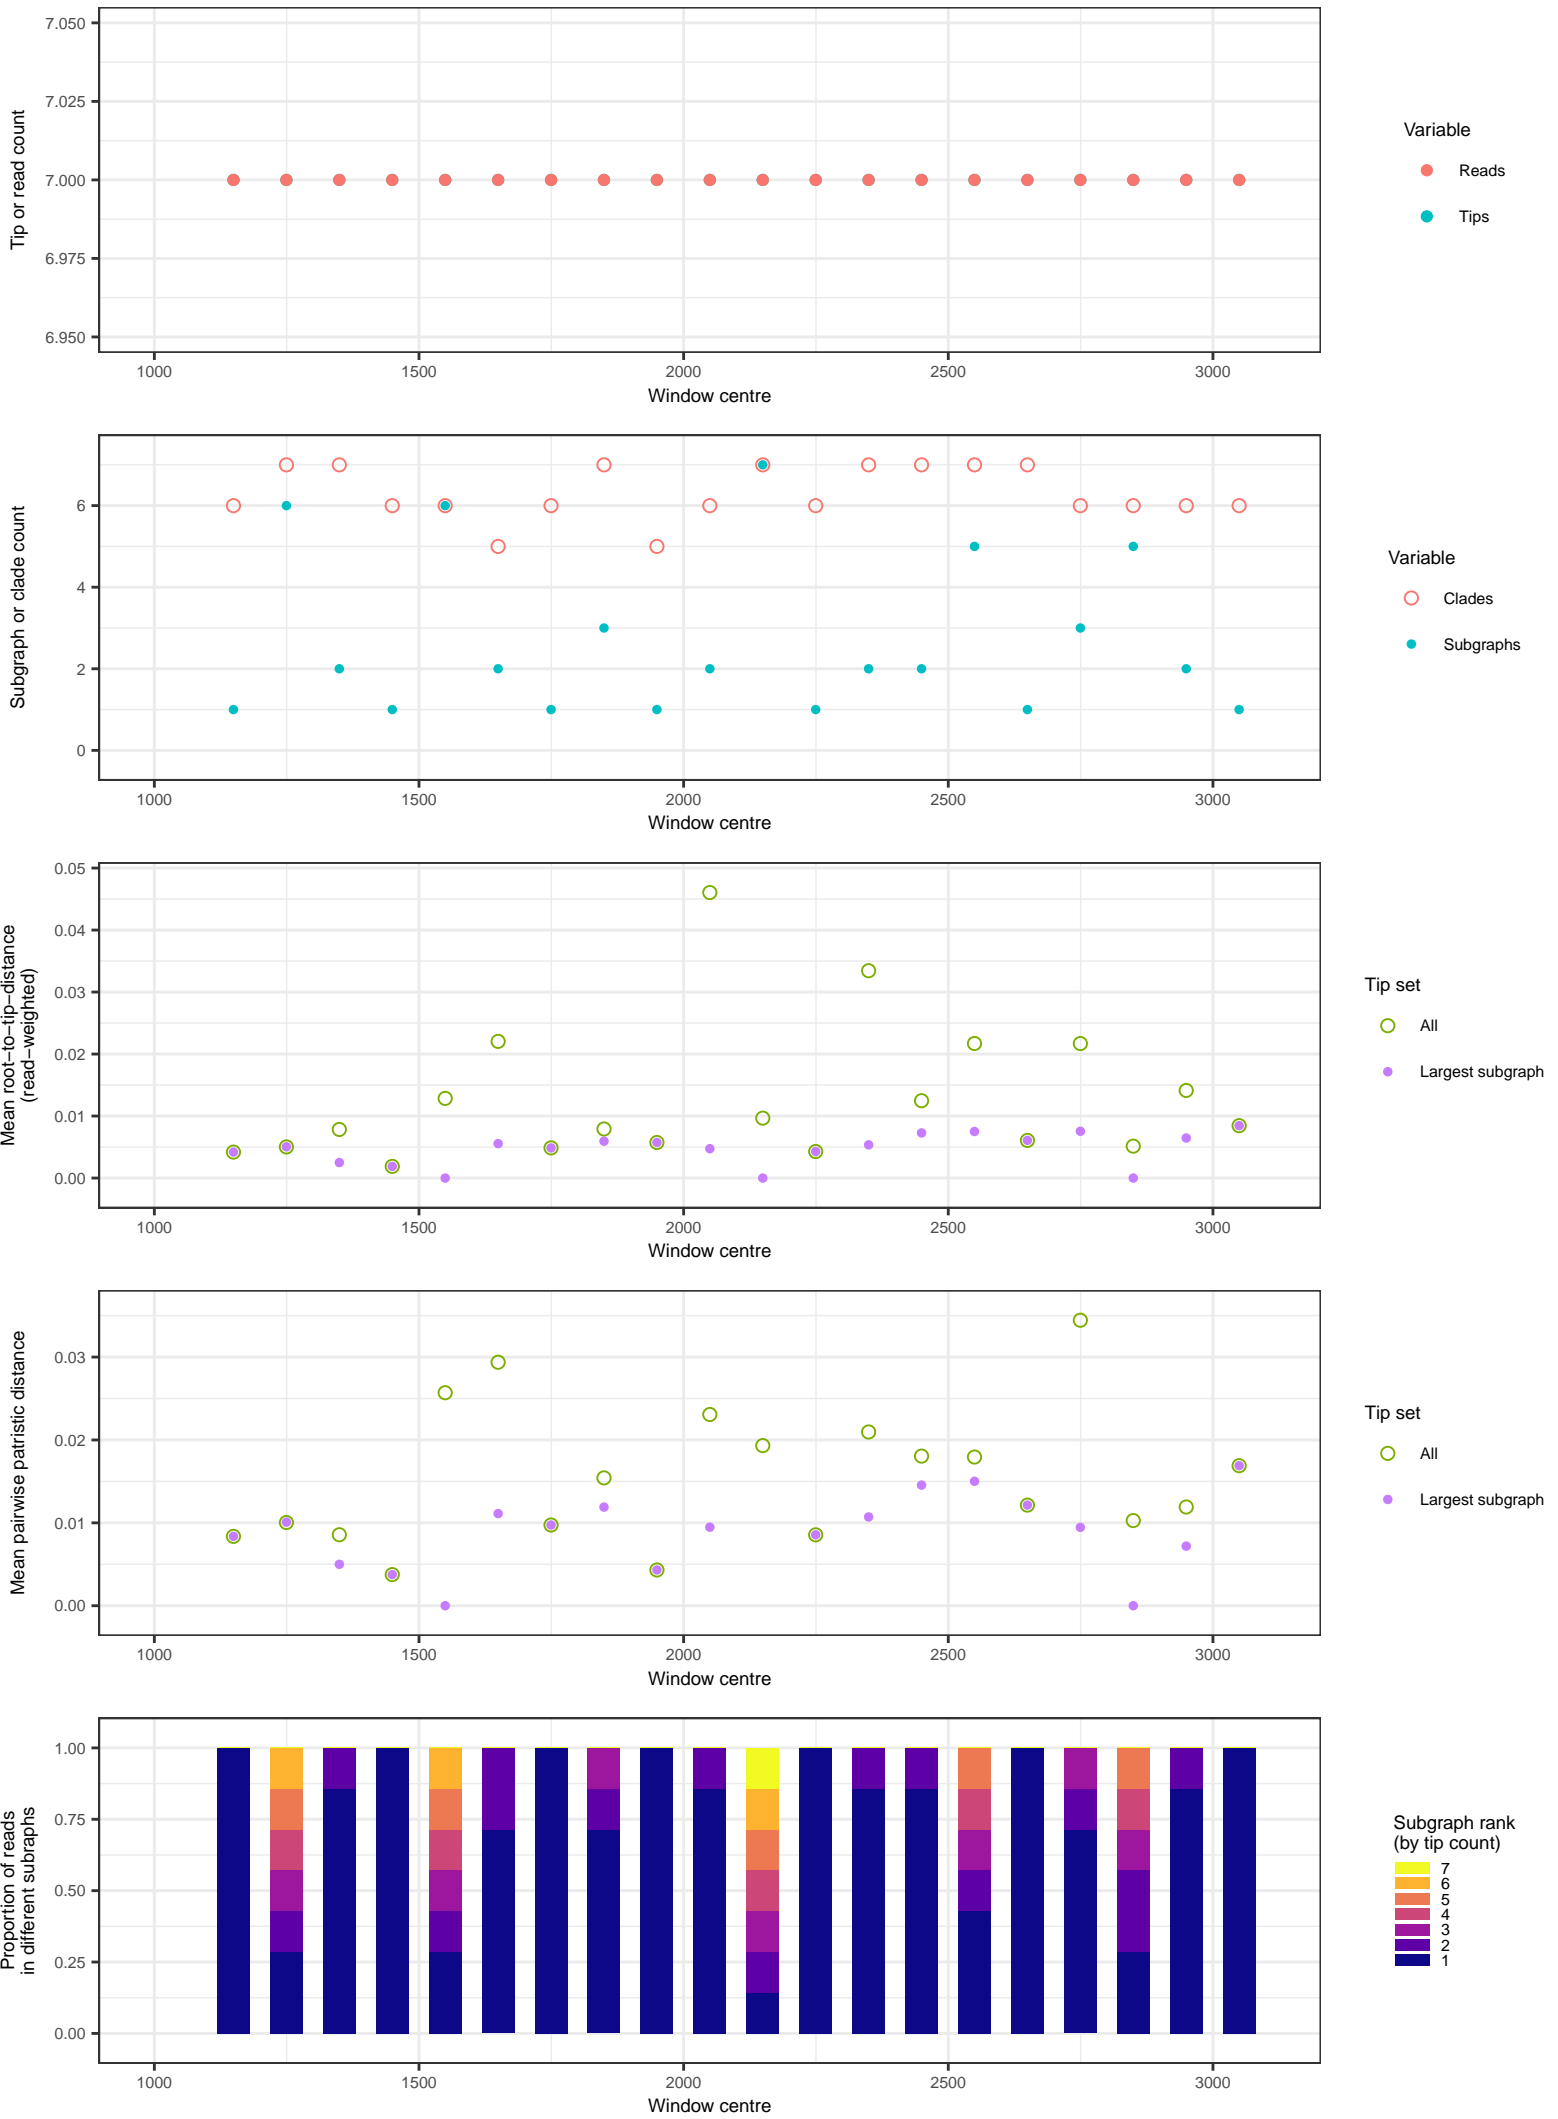 7.050
7.025
7.000
6.975
6.950
Tip or read count
1000 1500 2000 2500 3000
Window centre
Variable
Reads
Tips
6
4
2
0
Subgraph or clade count
1000 1500 2000 2500 3000
Window centre
Variable
Clades
Subgraphs
0.05
0.04
0.03
0.02
0.01
0.00
Mean root−to−tip−distance
(read−weighted)
1000 1500 2000 2500 3000
Window centre
Tip set
All
Largest subgraph
0.03
0.02
0.01
0.00
Mean pairwise patristic distance
1000 1500 2000 2500 3000
Window centre
Tip set
All
Largest subgraph
1.00
0.75
0.50
0.25
0.00
Proportion of reads
in different subraphs
1000 1500 2000 2500 3000
Window centre
Subgraph rank
(by tip count)
7
6
5
4
3
2
1